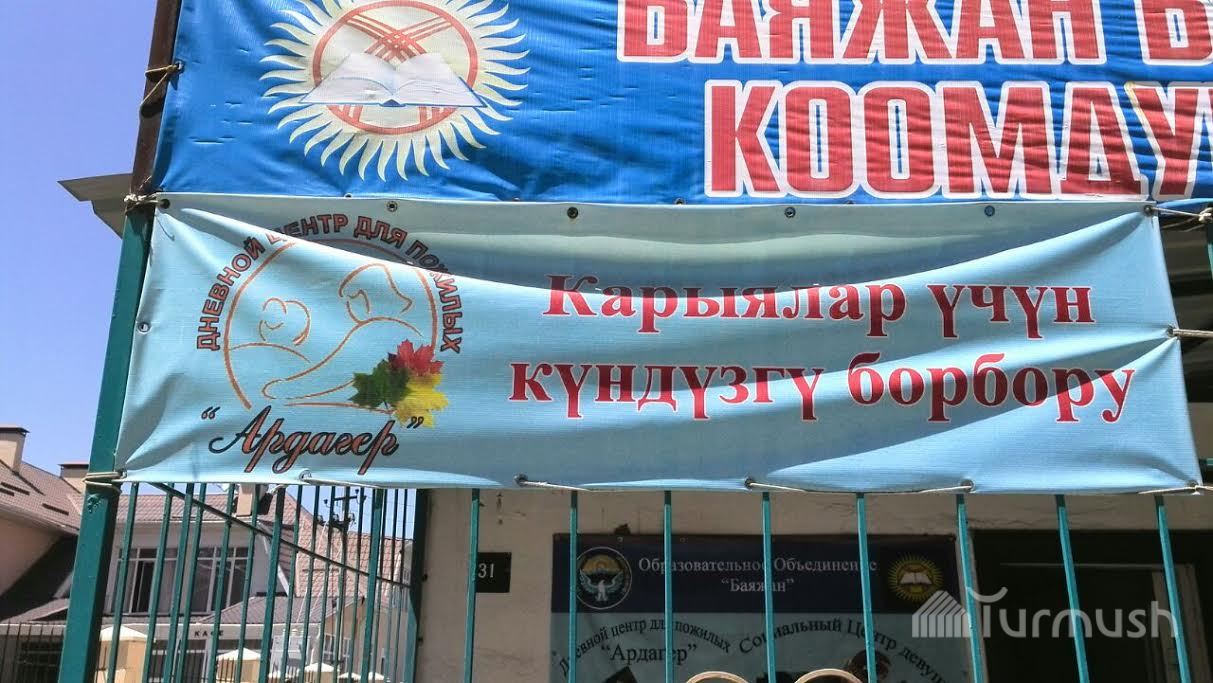 БАЯЖАН
КООМДУ
ДНЕВНОЙ ЦЕНТР ДЛЯ ПОЖИЛЫХ
"Ардагер"
Карыялар үчүн
күндүзгү борбору
31
Образовательное Объединение
"Баяжан"
Дневной центр для пожилых
"Ардагер"
Социальный Центр
КАФЕ
Turmush